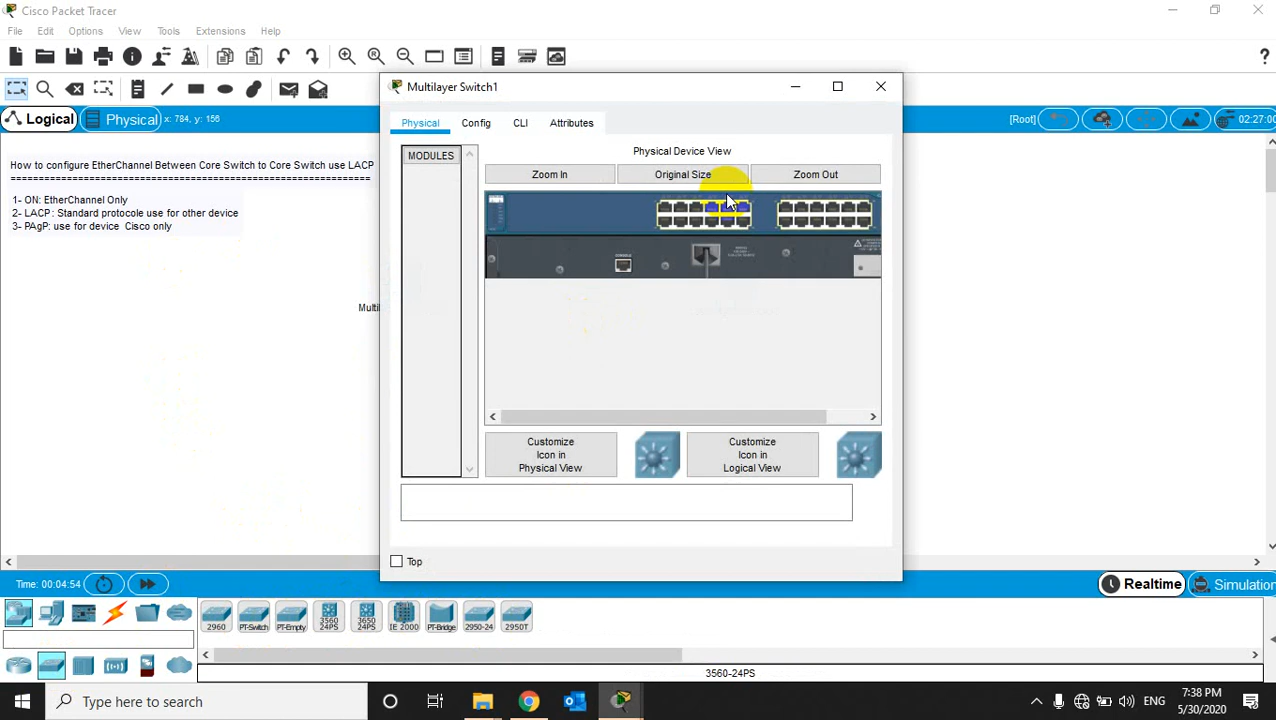 Cisco Packet Tracer
File Edit Options View Tools Extensions Help
?
Logical Physical x: 784, y: 156 [Root] 02:27:00
How to configure EtherChannel Between Core Switch to Core Switch use LACP
=====================================================
1- ON: EtherChannel Only
2- LACP: Standard protocole use for other device
3- PAgP: use for device Cisco only
Multil
Multilayer Switch1
Physical Config CLI Attributes
MODULES
Physical Device View
Zoom In Original Size Zoom Out
CONSOLE
Customize
Icon in
Physical View
Customize
Icon in
Logical View
Top
Time: 00:04:54 Realtime Simulation
2960 PT-Switch PT-Empty 3560 24PS 3650 24PS IE 2000 PT-Bridge 2950-24 2950T
3560-24PS
Type here to search
ENG
7:38 PM
5/30/2020